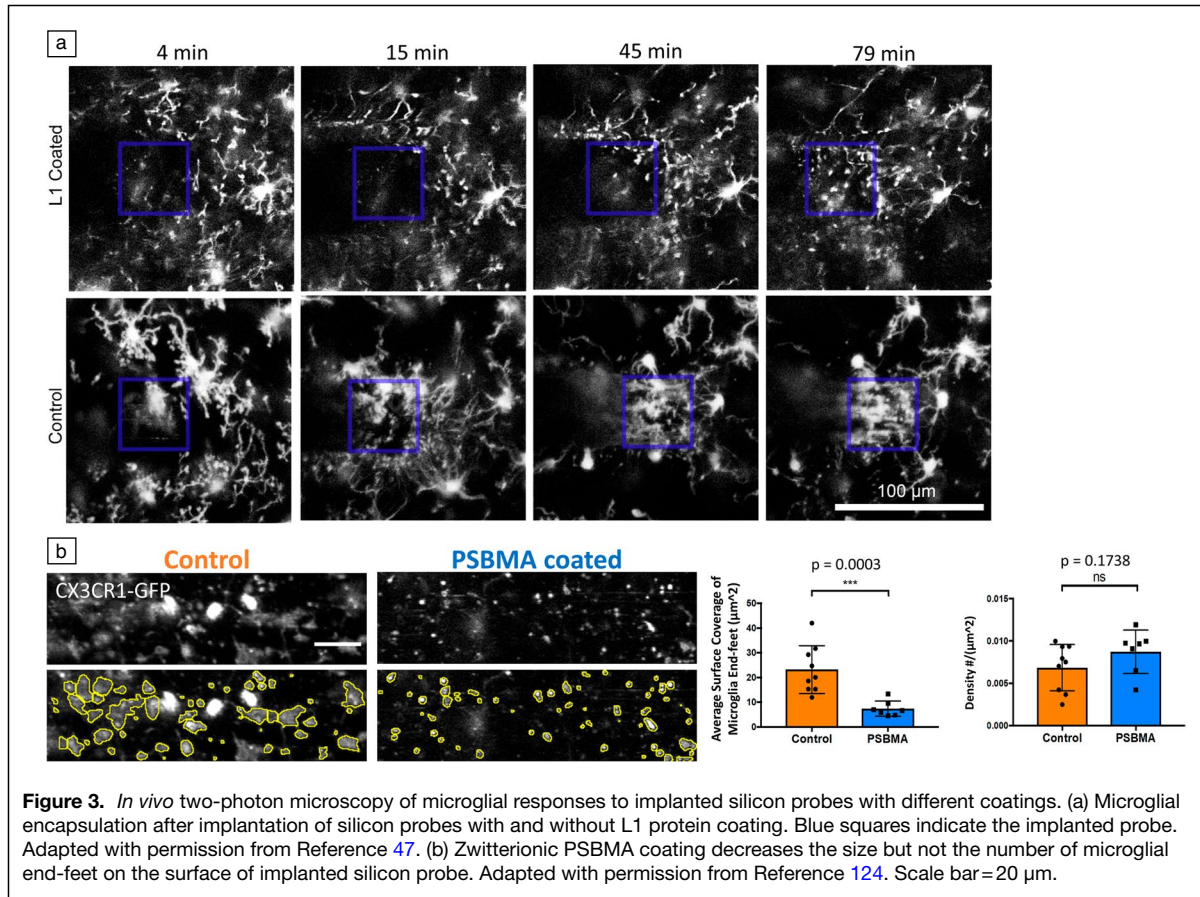 a
4 min 15 min 45 min 79 min
L1 Coated
Control
100 µm
b
Control PSBMA coated
CX3CR1-GFP
Average Surface Coverage of
Microglia End-feet (µm^2)
p = 0.0003
***
50
40
30
20
10
0
Control PSBMA
Density #/(µm^2)
p = 0.1738
ns
0.015
0.010
0.005
0.000
Control PSBMA
Figure 3. In vivo two-photon microscopy of microglial responses to implanted silicon probes with different coatings. (a) Microglial
encapsulation after implantation of silicon probes with and without L1 protein coating. Blue squares indicate the implanted probe.
Adapted with permission from Reference 47. (b) Zwitterionic PSBMA coating decreases the size but not the number of microglial
end-feet on the surface of implanted silicon probe. Adapted with permission from Reference 124. Scale bar = 20 µm.